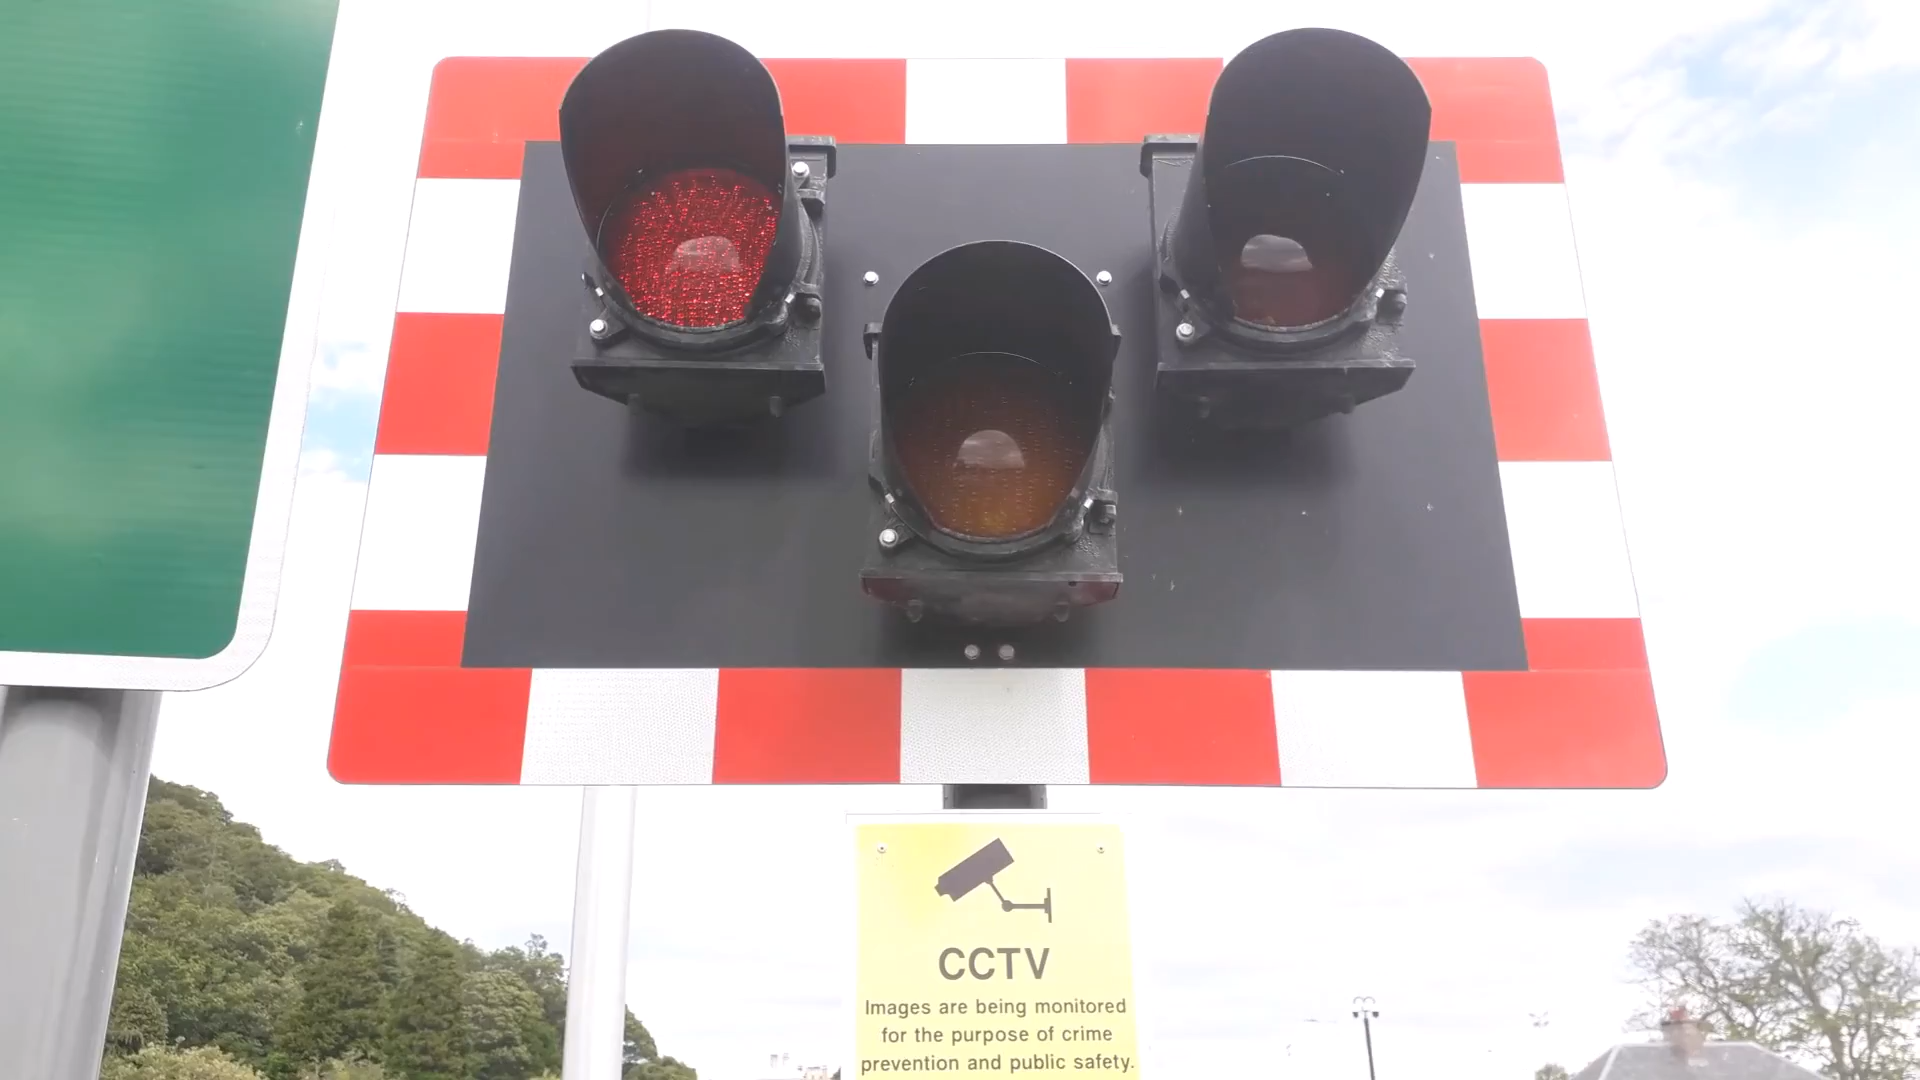 CCTV
Images are being monitored
for the purpose of crime
prevention and public safety.